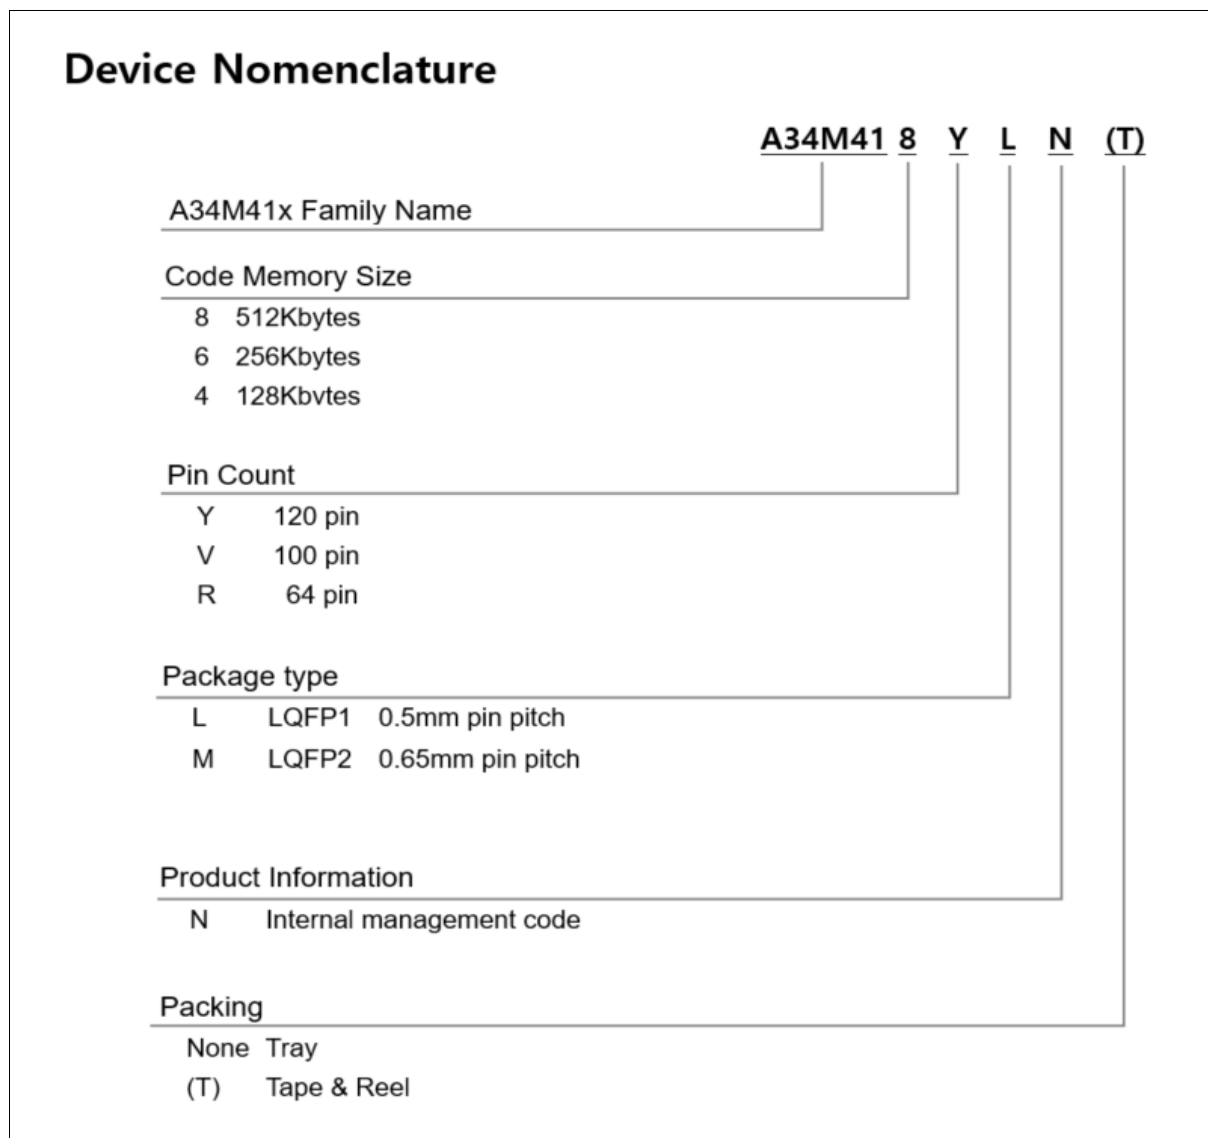 Device Nomenclature
A34M41 8 Y L N (T)
A34M41x Family Name
Code Memory Size
8 512Kbytes
6 256Kbytes
4 128Kbytes
Pin Count
Y 120 pin
V 100 pin
R 64 pin
Package type
L LQFP1 0.5mm pin pitch
M LQFP2 0.65mm pin pitch
Product Information
N Internal management code
Packing
None Tray
(T) Tape & Reel